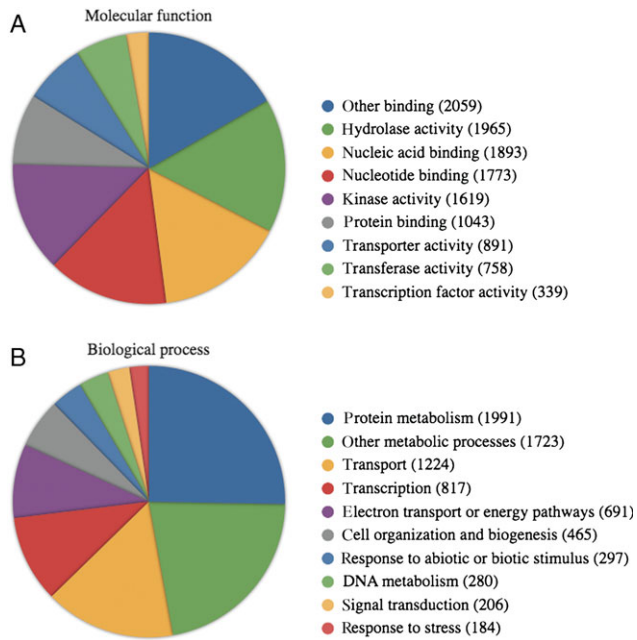 A
Molecular function
Other binding (2059)
Hydrolase activity (1965)
Nucleic acid binding (1893)
Nucleotide binding (1773)
Kinase activity (1619)
Protein binding (1043)
Transporter activity (891)
Transferase activity (758)
Transcription factor activity (339)
B
Biological process
Protein metabolism (1991)
Other metabolic processes (1723)
Transport (1224)
Transcription (817)
Electron transport or energy pathways (691)
Cell organization and biogenesis (465)
Response to abiotic or biotic stimulus (297)
DNA metabolism (280)
Signal transduction (206)
Response to stress (184)